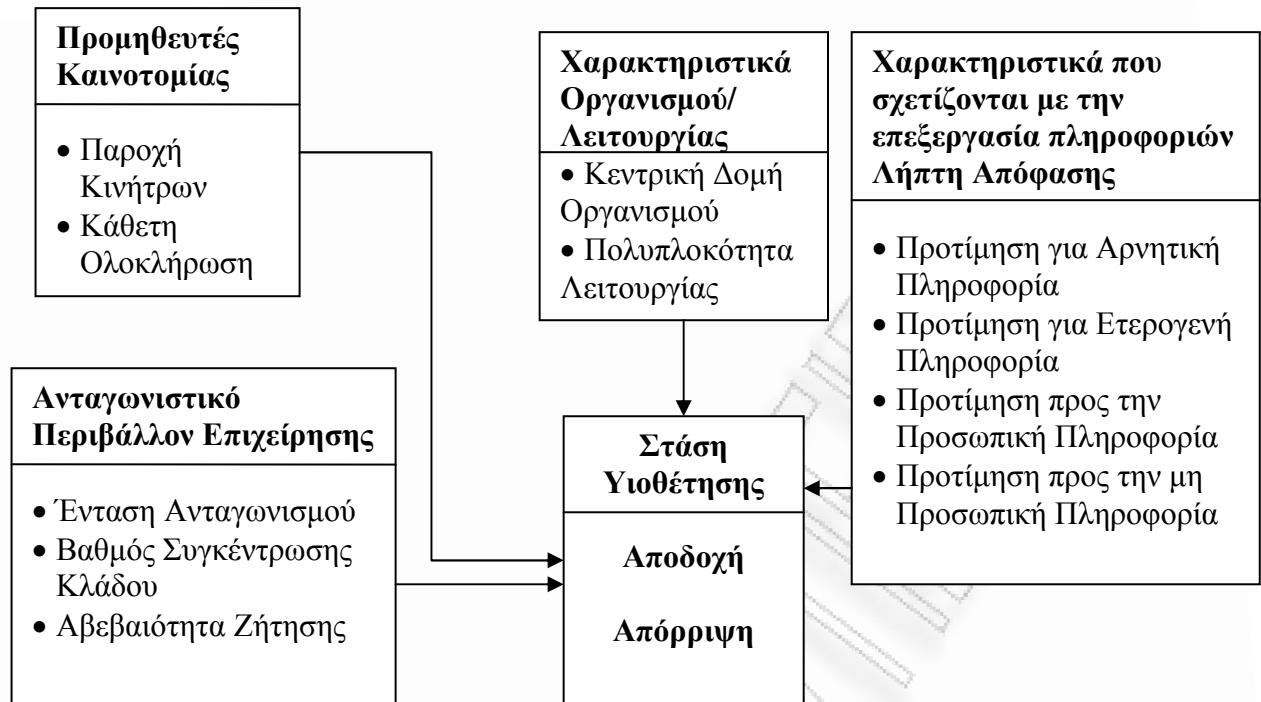 Προμηθευτές
Καινοτομίας
• Παροχή
Κινήτρων
• Κάθετη
Ολοκλήρωση
Χαρακτηριστικά
Οργανισμού/
Λειτουργίας
• Κεντρική Δομή
Οργανισμού
• Πολυπλοκότητα
Λειτουργίας
Χαρακτηριστικά που
σχετίζονται με την
επεξεργασία πληροφοριών
Λήπτη Απόφασης
• Προτίμηση για Αρνητική
Πληροφορία
• Προτίμηση για Ετερογενή
Πληροφορία
• Προτίμηση προς την
Προσωπική Πληροφορία
• Προτίμηση προς την μη
Προσωπική Πληροφορία
Ανταγωνιστικό
Περιβάλλον Επιχείρησης
• Ένταση Ανταγωνισμού
• Βαθμός Συγκέντρωσης
Κλάδου
• Αβεβαιότητα Ζήτησης
Στάση
Υιοθέτησης
Αποδοχή
Απόρριψη